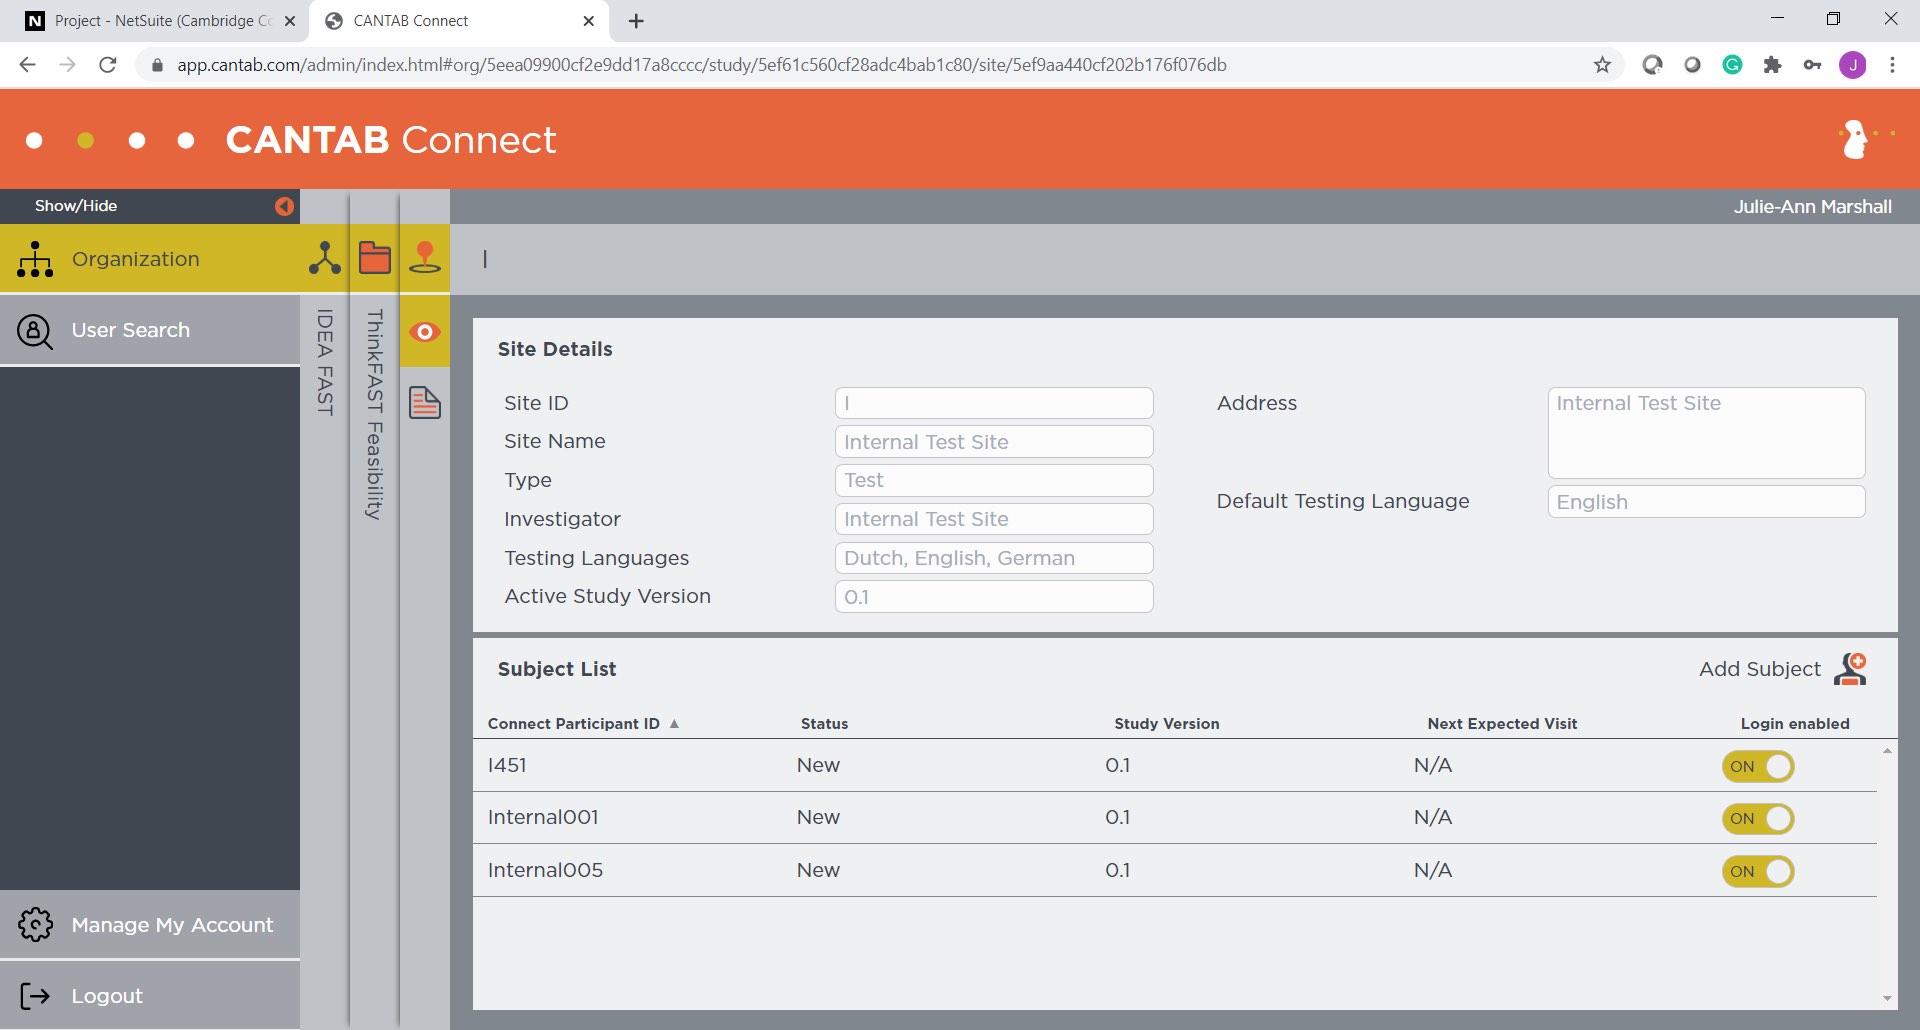 Project - NetSuite (Cambridge Co
CANTAB Connect
app.cantab.com/admin/index.html#org/5eea09900cf2e9dd17a8cccc/study/5ef61c560cf28adc4bab1c80/site/5ef9aa440cf202b176f076db
J
CANTAB Connect
Show/Hide
Julie-Ann Marshall
Organization
I
User Search
IDEA FAST
ThinkFAST Feasibility
Site Details
Site ID
I
Address
Internal Test Site
Site Name
Internal Test Site
Type
Test
Default Testing Language
English
Investigator
Internal Test Site
Testing Languages
Dutch, English, German
Active Study Version
0.1
Subject List
Add Subject
Connect Participant ID ▲ Status Study Version Next Expected Visit Login enabled
I451 New 0.1 N/A ON
Internal001 New 0.1 N/A ON
Internal005 New 0.1 N/A ON
Manage My Account
Logout